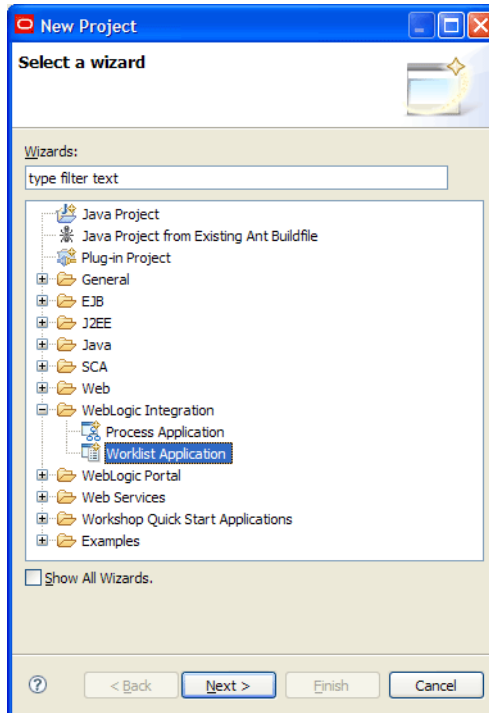 New Project
Select a wizard
Wizards:
type filter text
Java Project
Java Project from Existing Ant Buildfile
Plug-in Project
General
EJB
J2EE
Java
SCA
Web
WebLogic Integration
Process Application
Worklist Application
WebLogic Portal
Web Services
Workshop Quick Start Applications
Examples
Show All Wizards.
< Back Next > Finish Cancel